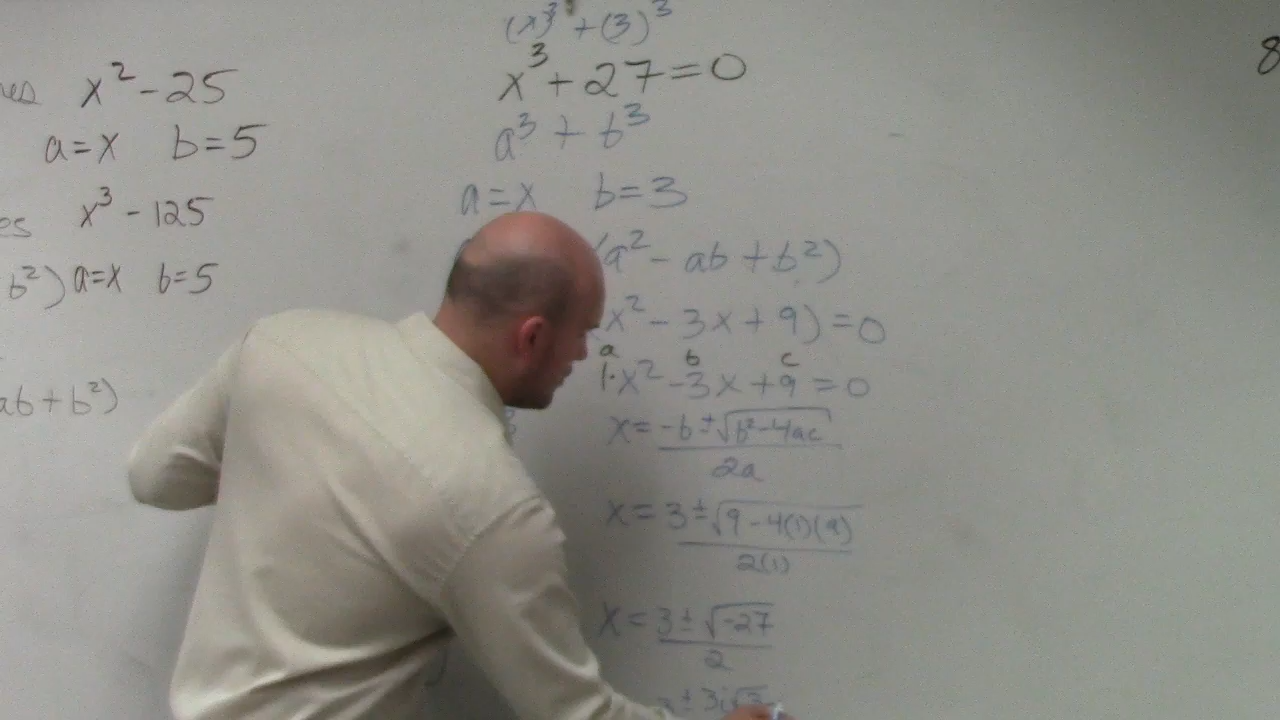 x² - 25
a = x b = 5
x³ - 125
b²) a=x b=5
ab + b²)
(x)³ + (3)³
x³ + 27 = 0
a³ + b³
a = x b = 3
(a² - ab + b²)
(x² - 3x + 9) = 0
a b c
1·x² - 3x + 9 = 0
x = (-b ± √(b² - 4ac)) / 2a
x = (3 ± √(9 - 4(1)(9))) / 2(1)
x = (3 ± √-27) / 2
3 ± 3i√3
8